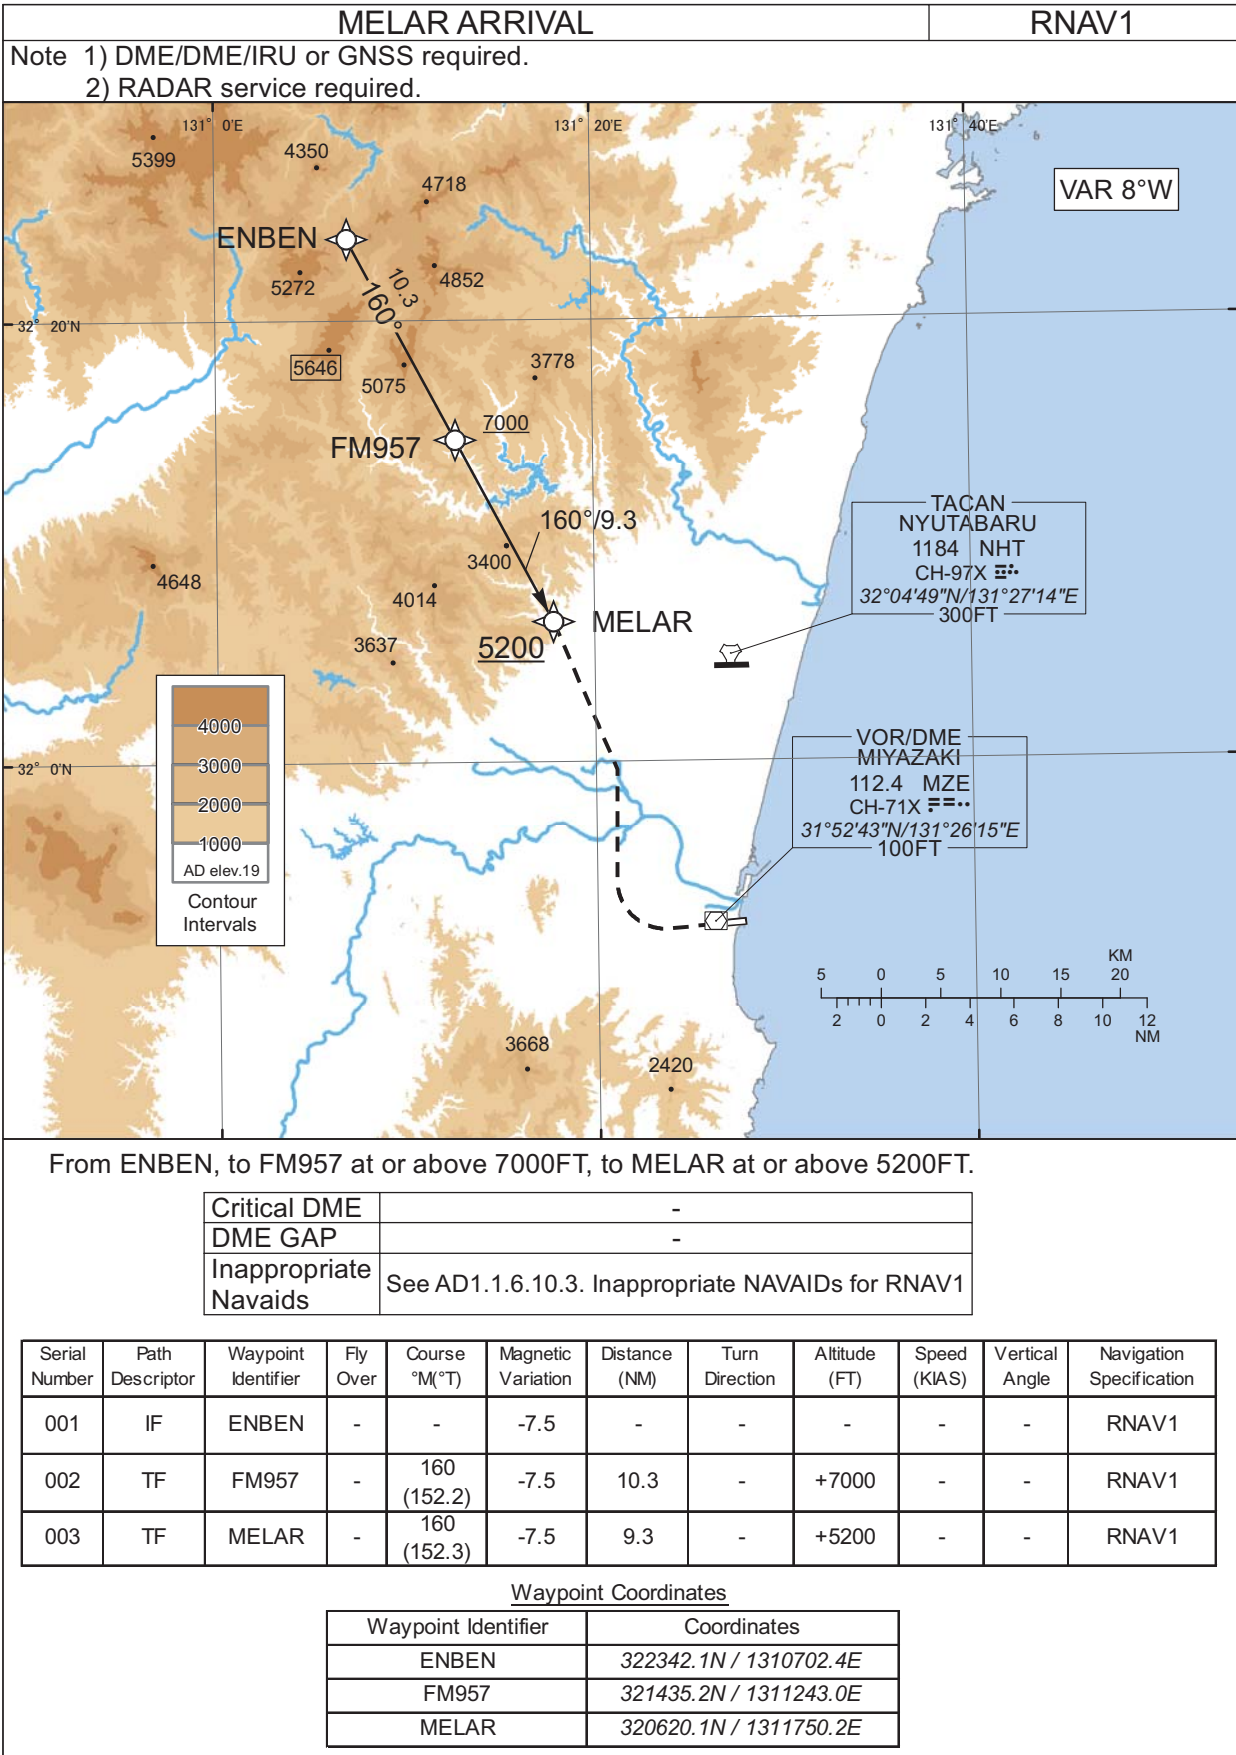 MELAR ARRIVAL
RNAV1
Note 1) DME/DME/IRU or GNSS required.
2) RADAR service required.
131° 0'E
131° 20'E
131° 40'E
5399
4350
4718
VAR 8°W
ENBEN
5272
4852
10.3
160°
32° 20'N
5646
5075
3778
7000
FM957
160°/9.3
3400
4648
4014
MELAR
5200
3637
TACAN
NYUTABARU
1184 NHT
CH-97X
32°04'49"N/131°27'14"E
300FT
4000
3000
2000
1000
AD elev.19
Contour
Intervals
32° 0'N
VOR/DME
MIYAZAKI
112.4 MZE
CH-71X
31°52'43"N/131°26'15"E
100FT
KM
5 0 5 10 15 20
2 0 2 4 6 8 10 12
NM
3668
2420
From ENBEN, to FM957 at or above 7000FT, to MELAR at or above 5200FT.
Critical DME -
DME GAP -
Inappropriate
Navaids
See AD1.1.6.10.3. Inappropriate NAVAIDs for RNAV1
Serial Path Waypoint Fly Course Magnetic Distance Turn Altitude Speed Vertical Navigation
Number Descriptor Identifier Over °M(°T) Variation (NM) Direction (FT) (KIAS) Angle Specification
001 IF ENBEN - - -7.5 - - - - - RNAV1
002 TF FM957 - 160 (152.2) -7.5 10.3 - +7000 - - RNAV1
003 TF MELAR - 160 (152.3) -7.5 9.3 - +5200 - - RNAV1
Waypoint Coordinates
Waypoint Identifier Coordinates
ENBEN 322342.1N / 1310702.4E
FM957 321435.2N / 1311243.0E
MELAR 320620.1N / 1311750.2E